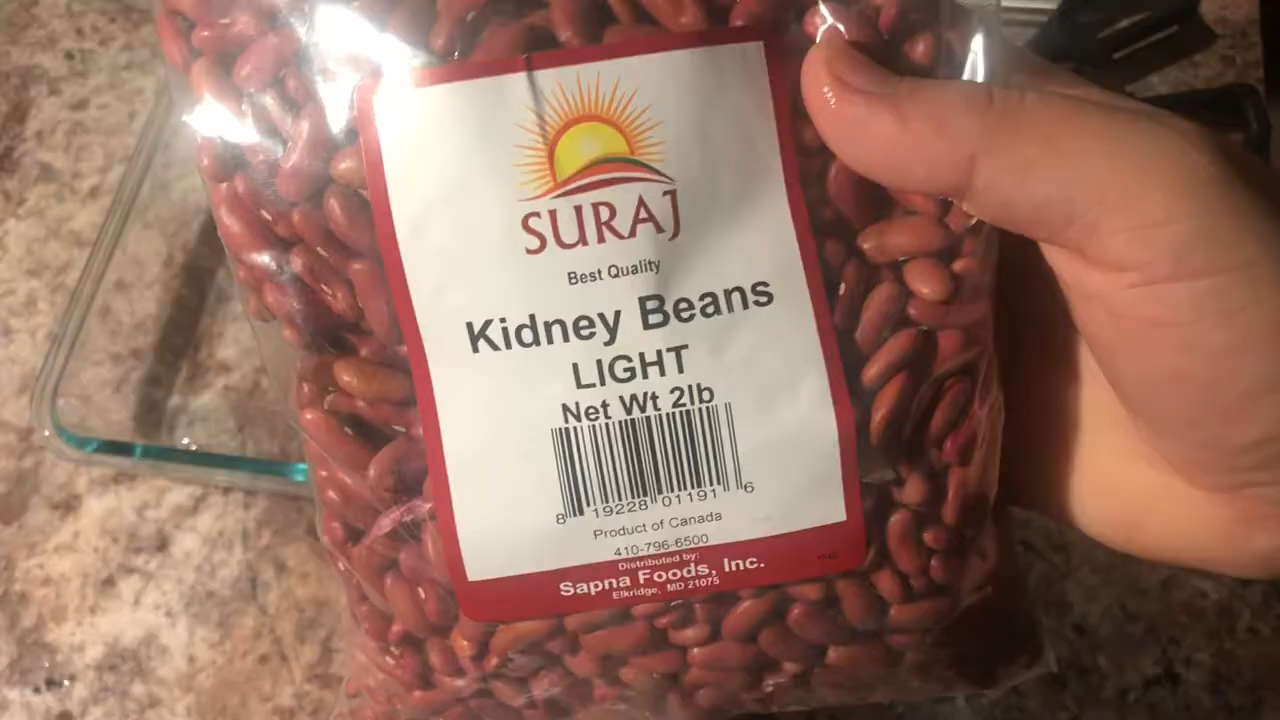 SURAJ
Best Quality
Kidney Beans
LIGHT
Net Wt 2lb
8 19228 01191 6
Product of Canada
410-796-6500
Distributed by:
Sapna Foods, Inc.
Elkridge, MD 21075